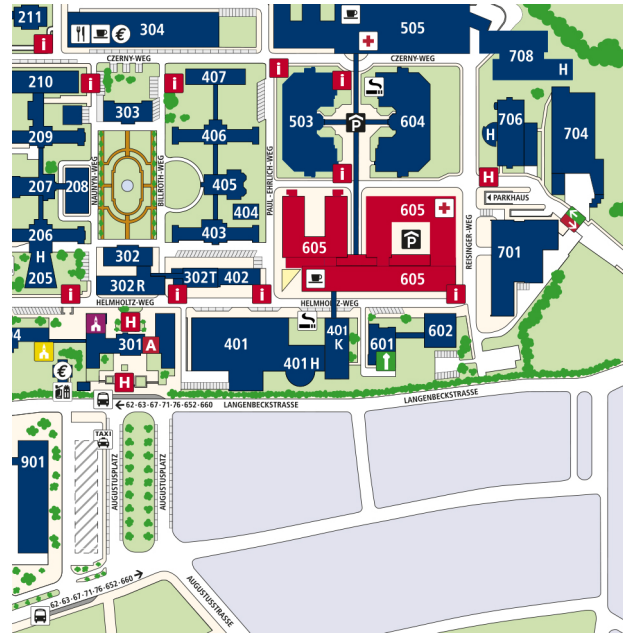 211
304
€
505
i
CZERNY-WEG
CZERNY-WEG
708
H
210
i
i
407
i
i
303
503
P
604
706
H
704
209
406
207
208
NAUNYN-WEG
BILLROTH-WEG
405
PAUL-EHRLICH-WEG
i
H
PARKHAUS
404
605
605
P
206
403
REISINGER-WEG
701
H
205
302
302 R
302T
402
605
i
i
i
i
HELMHOLTZ-WEG
HELMHOLTZ-WEG
H
301
A
401
401
K
401 H
601
602
4
€
H
62-63-67-71-76-652-660
LANGENBECKSTRASSE
LANGENBECKSTRASSE
TAXI
901
AUGUSTUSPLATZ
AUGUSTUSPLATZ
62-63-67-71-76-652-660
AUGUSTUSSTRASSE